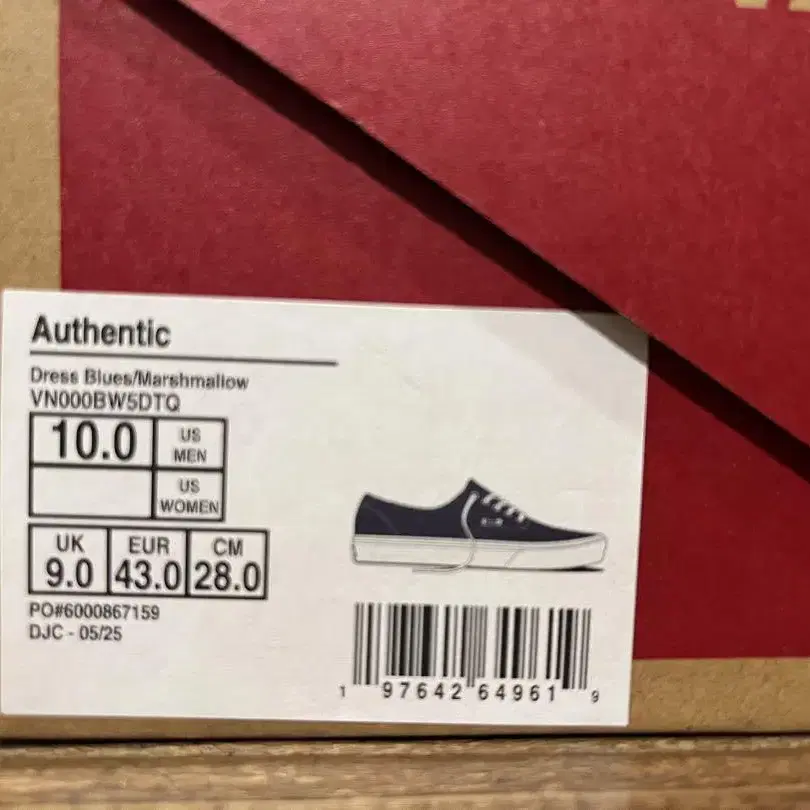 Authentic
Dress Blues/Marshmallow
VN000BW5DTQ
10.0 US MEN
US WOMEN
UK EUR CM
9.0 43.0 28.0
PO#6000867159
DJC - 05/25
1 97642 64961 9